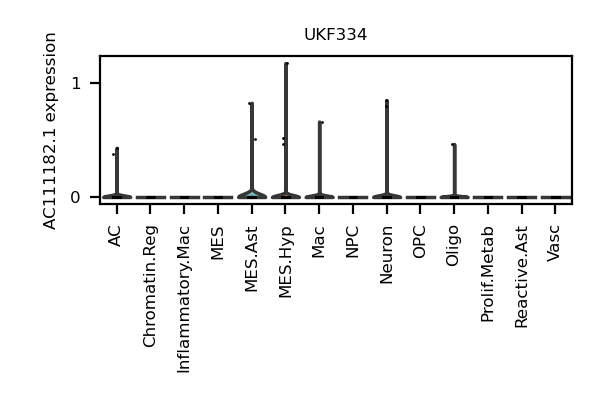 UKF334
AC111182.1 expression
1
0
AC
Chromatin.Reg
Inflammatory.Mac
MES
MES.Ast
MES.Hyp
Mac
NPC
Neuron
OPC
Oligo
Prolif.Metab
Reactive.Ast
Vasc